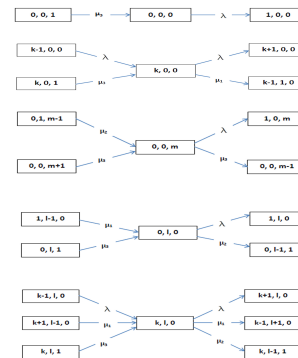 0, 0, 1 μ₃ 0, 0, 0 λ 1, 0, 0
k-1, 0, 0 λ λ k+1, 0, 0
k, 0, 0
k, 0, 1 μ₃ μ₁ k-1, 1, 0
0,1, m-1 μ₂ λ 1, 0, m
0, 0, m
0, 0, m+1 μ₃ μ₃ 0, 0, m-1
1, l-1, 0 μ₁ λ 1, l, 0
0, l, 0
0, l, 1 μ₃ μ₂ 0, l-1, 1
k-1, l, 0 λ λ k+1, l, 0
k+1, l-1, 0 μ₁ k, l, 0 μ₁ k-1, l+1, 0
k, l, 1 μ₃ μ₂ k, l-1, 1